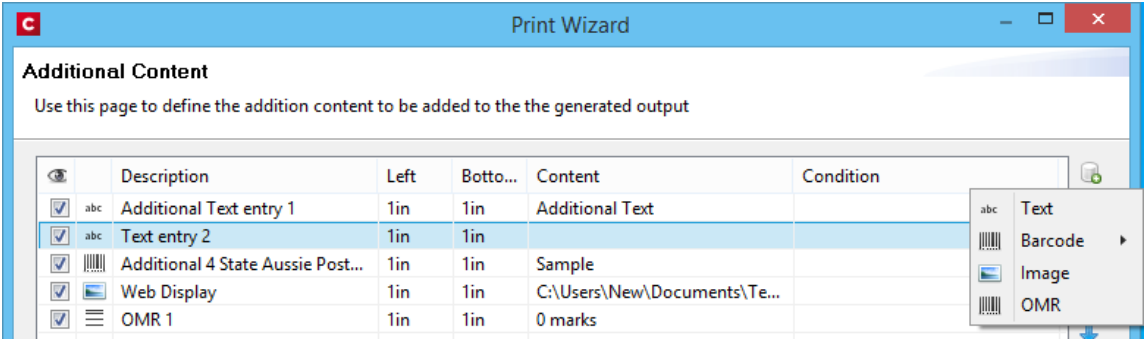 C Print Wizard
Additional Content
Use this page to define the addition content to be added to the the generated output
Description Left Botto... Content Condition
abc Additional Text entry 1 1in 1in Additional Text
abc Text entry 2 1in 1in
Additional 4 State Aussie Post... 1in 1in Sample
Web Display 1in 1in C:\Users\New\Documents\Te...
OMR 1 1in 1in 0 marks
abc Text
Barcode
Image
OMR